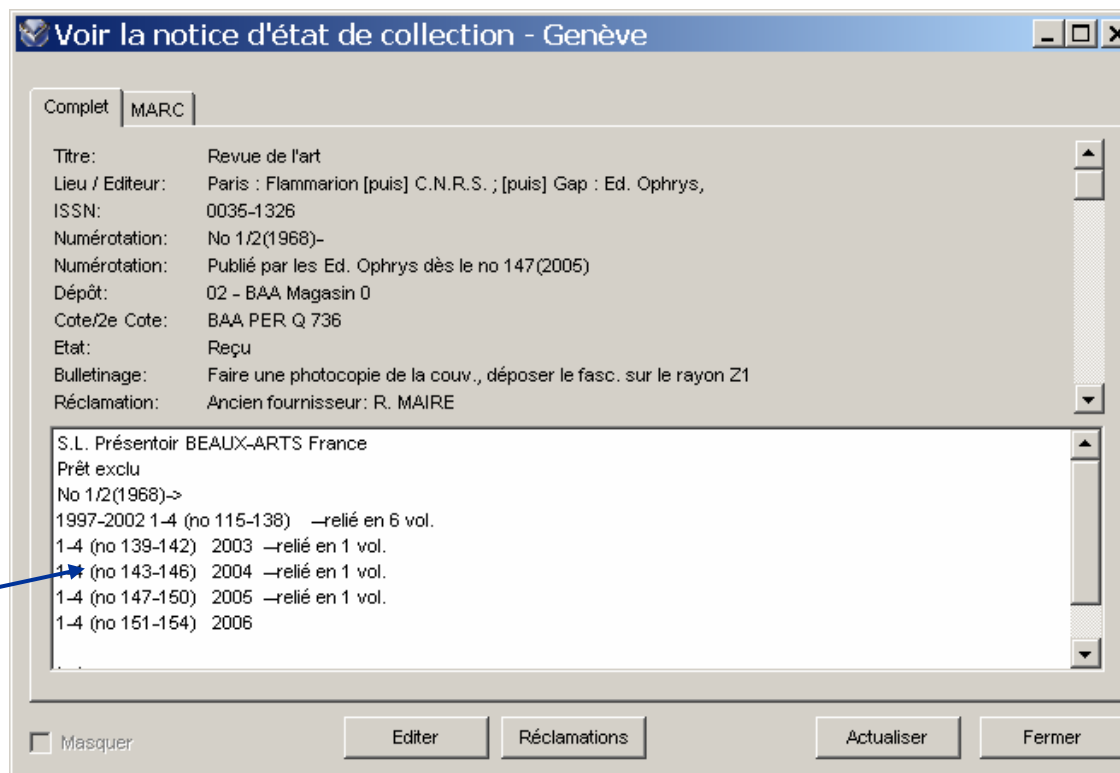 Voir la notice d'état de collection - Genève
Complet MARC
Titre: Revue de l'art
Lieu / Editeur: Paris : Flammarion [puis] C.N.R.S. ; [puis] Gap : Ed. Ophrys,
ISSN: 0035-1326
Numérotation: No 1/2(1968)-
Numérotation: Publié par les Ed. Ophrys dès le no 147(2005)
Dépôt: 02 - BAA Magasin 0
Cote/2e Cote: BAA PER Q 736
Etat: Reçu
Bulletinage: Faire une photocopie de la couv., déposer le fasc. sur le rayon Z1
Réclamation: Ancien fournisseur: R. MAIRE
S.L. Présentoir BEAUX-ARTS France
Prêt exclu
No 1/2(1968)->
1997-2002 1-4 (no 115-138) --relié en 6 vol.
1-4 (no 139-142) 2003 --relié en 1 vol.
1-4 (no 143-146) 2004 --relié en 1 vol.
1-4 (no 147-150) 2005 --relié en 1 vol.
1-4 (no 151-154) 2006
Masquer Editer Réclamations Actualiser Fermer